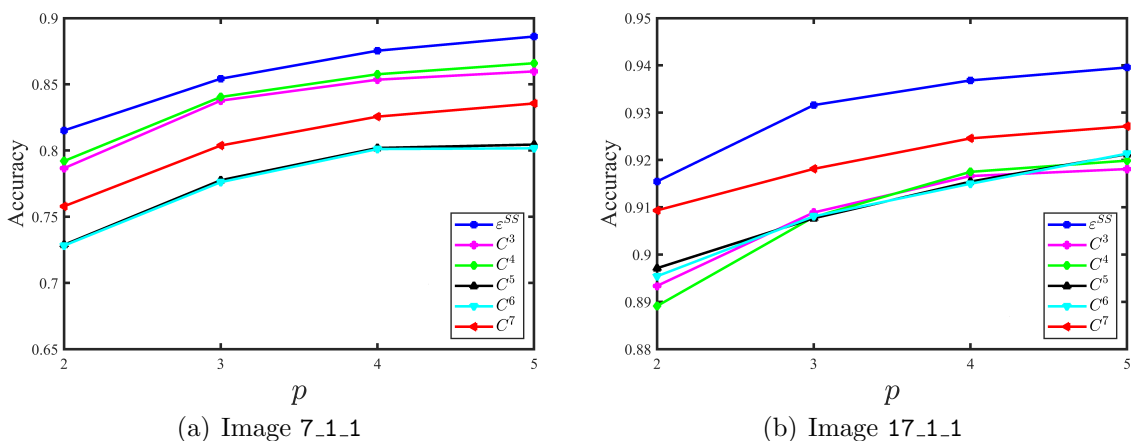 0.9
0.85
0.8
0.75
0.7
0.65
Accuracy
2 3 4 5
p
ε^{SS}
C^3
C^4
C^5
C^6
C^7
(a) Image 7_1_1
0.95
0.94
0.93
0.92
0.91
0.9
0.89
0.88
Accuracy
2 3 4 5
p
ε^{SS}
C^3
C^4
C^5
C^6
C^7
(b) Image 17_1_1